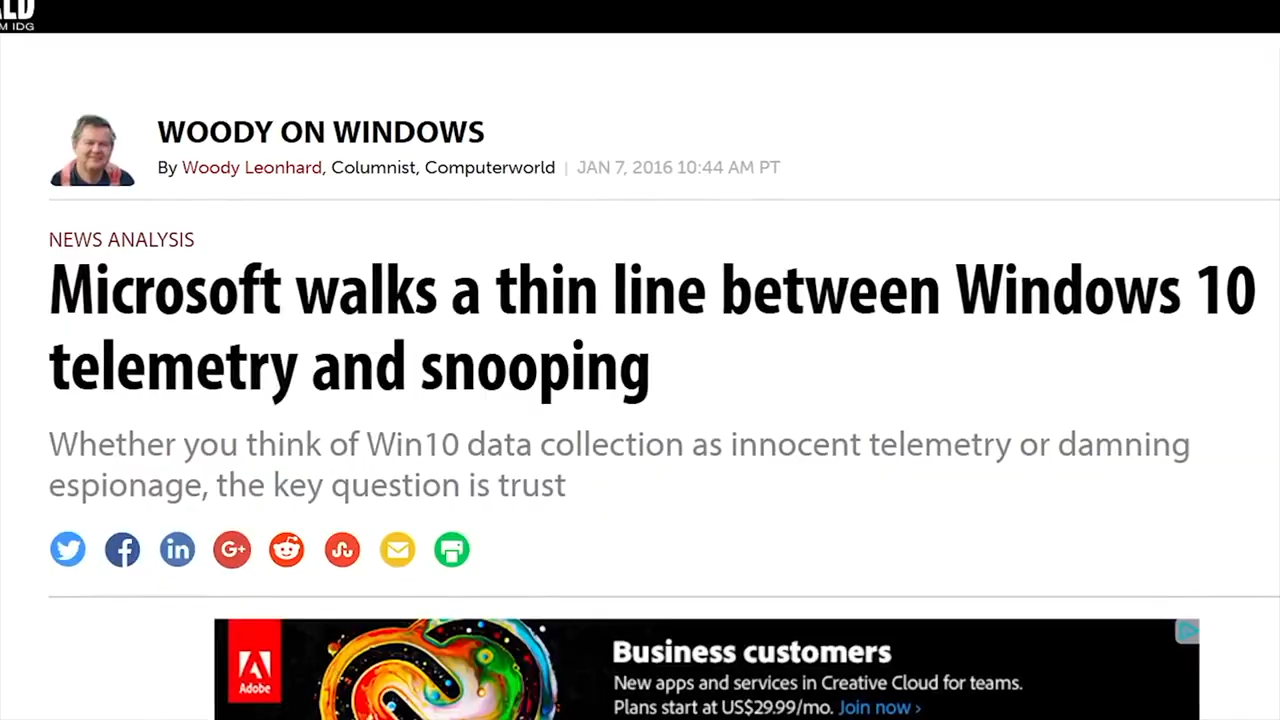 M IDG
WOODY ON WINDOWS
By Woody Leonhard, Columnist, Computerworld | JAN 7, 2016 10:44 AM PT
NEWS ANALYSIS
Microsoft walks a thin line between Windows 10
telemetry and snooping
Whether you think of Win10 data collection as innocent telemetry or damning
espionage, the key question is trust
in
G+
Adobe
Business customers
New apps and services in Creative Cloud for teams.
Plans start at US$29.99/mo. Join now ›